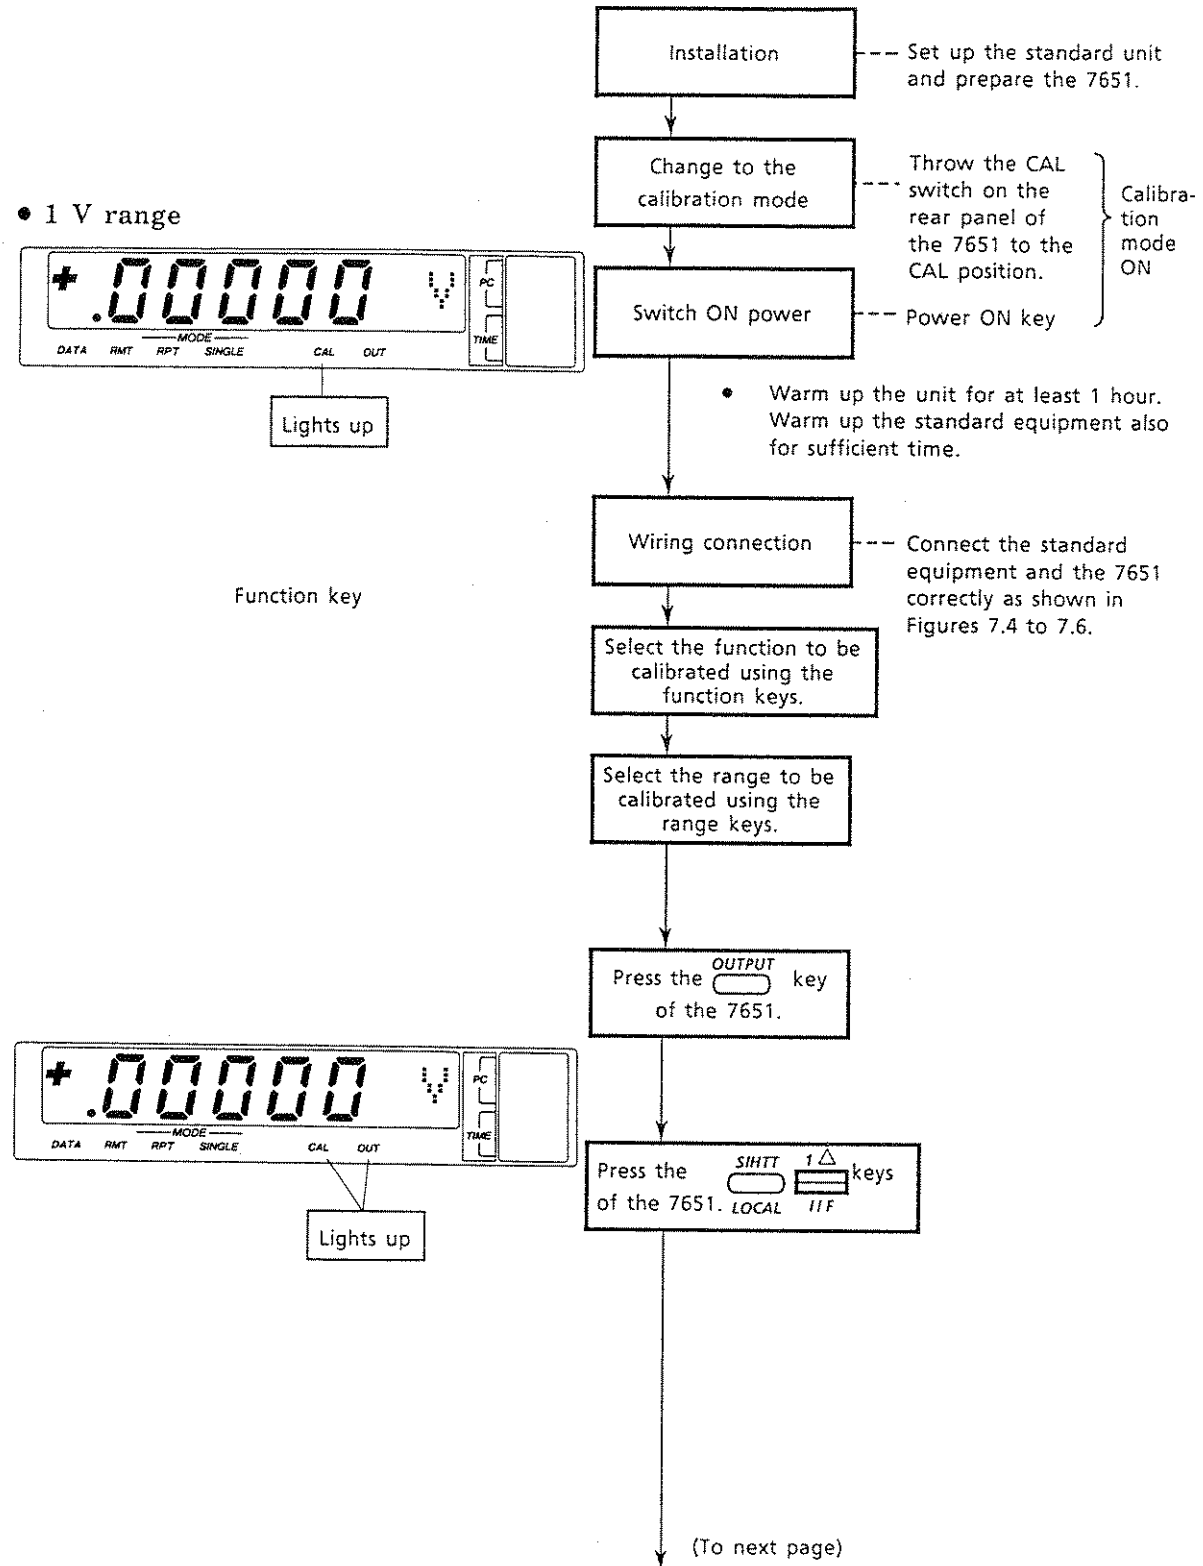 Installation
Set up the standard unit
and prepare the 7651.
Change to the
calibration mode
Throw the CAL
switch on the
rear panel of
the 7651 to the
CAL position.
Calibra-
tion
mode
ON
• 1 V range
+ .00000 V
PC
TIME
MODE
DATA RMT RPT SINGLE CAL OUT
Lights up
Switch ON power
Power ON key
• Warm up the unit for at least 1 hour.
Warm up the standard equipment also
for sufficient time.
Wiring connection
Connect the standard
equipment and the 7651
correctly as shown in
Figures 7.4 to 7.6.
Function key
Select the function to be
calibrated using the
function keys.
Select the range to be
calibrated using the
range keys.
OUTPUT
Press the key
of the 7651.
+ .00000 V
PC
TIME
MODE
DATA RMT RPT SINGLE CAL OUT
Lights up
SIHTT 1 △
Press the keys
of the 7651. LOCAL IIF
(To next page)